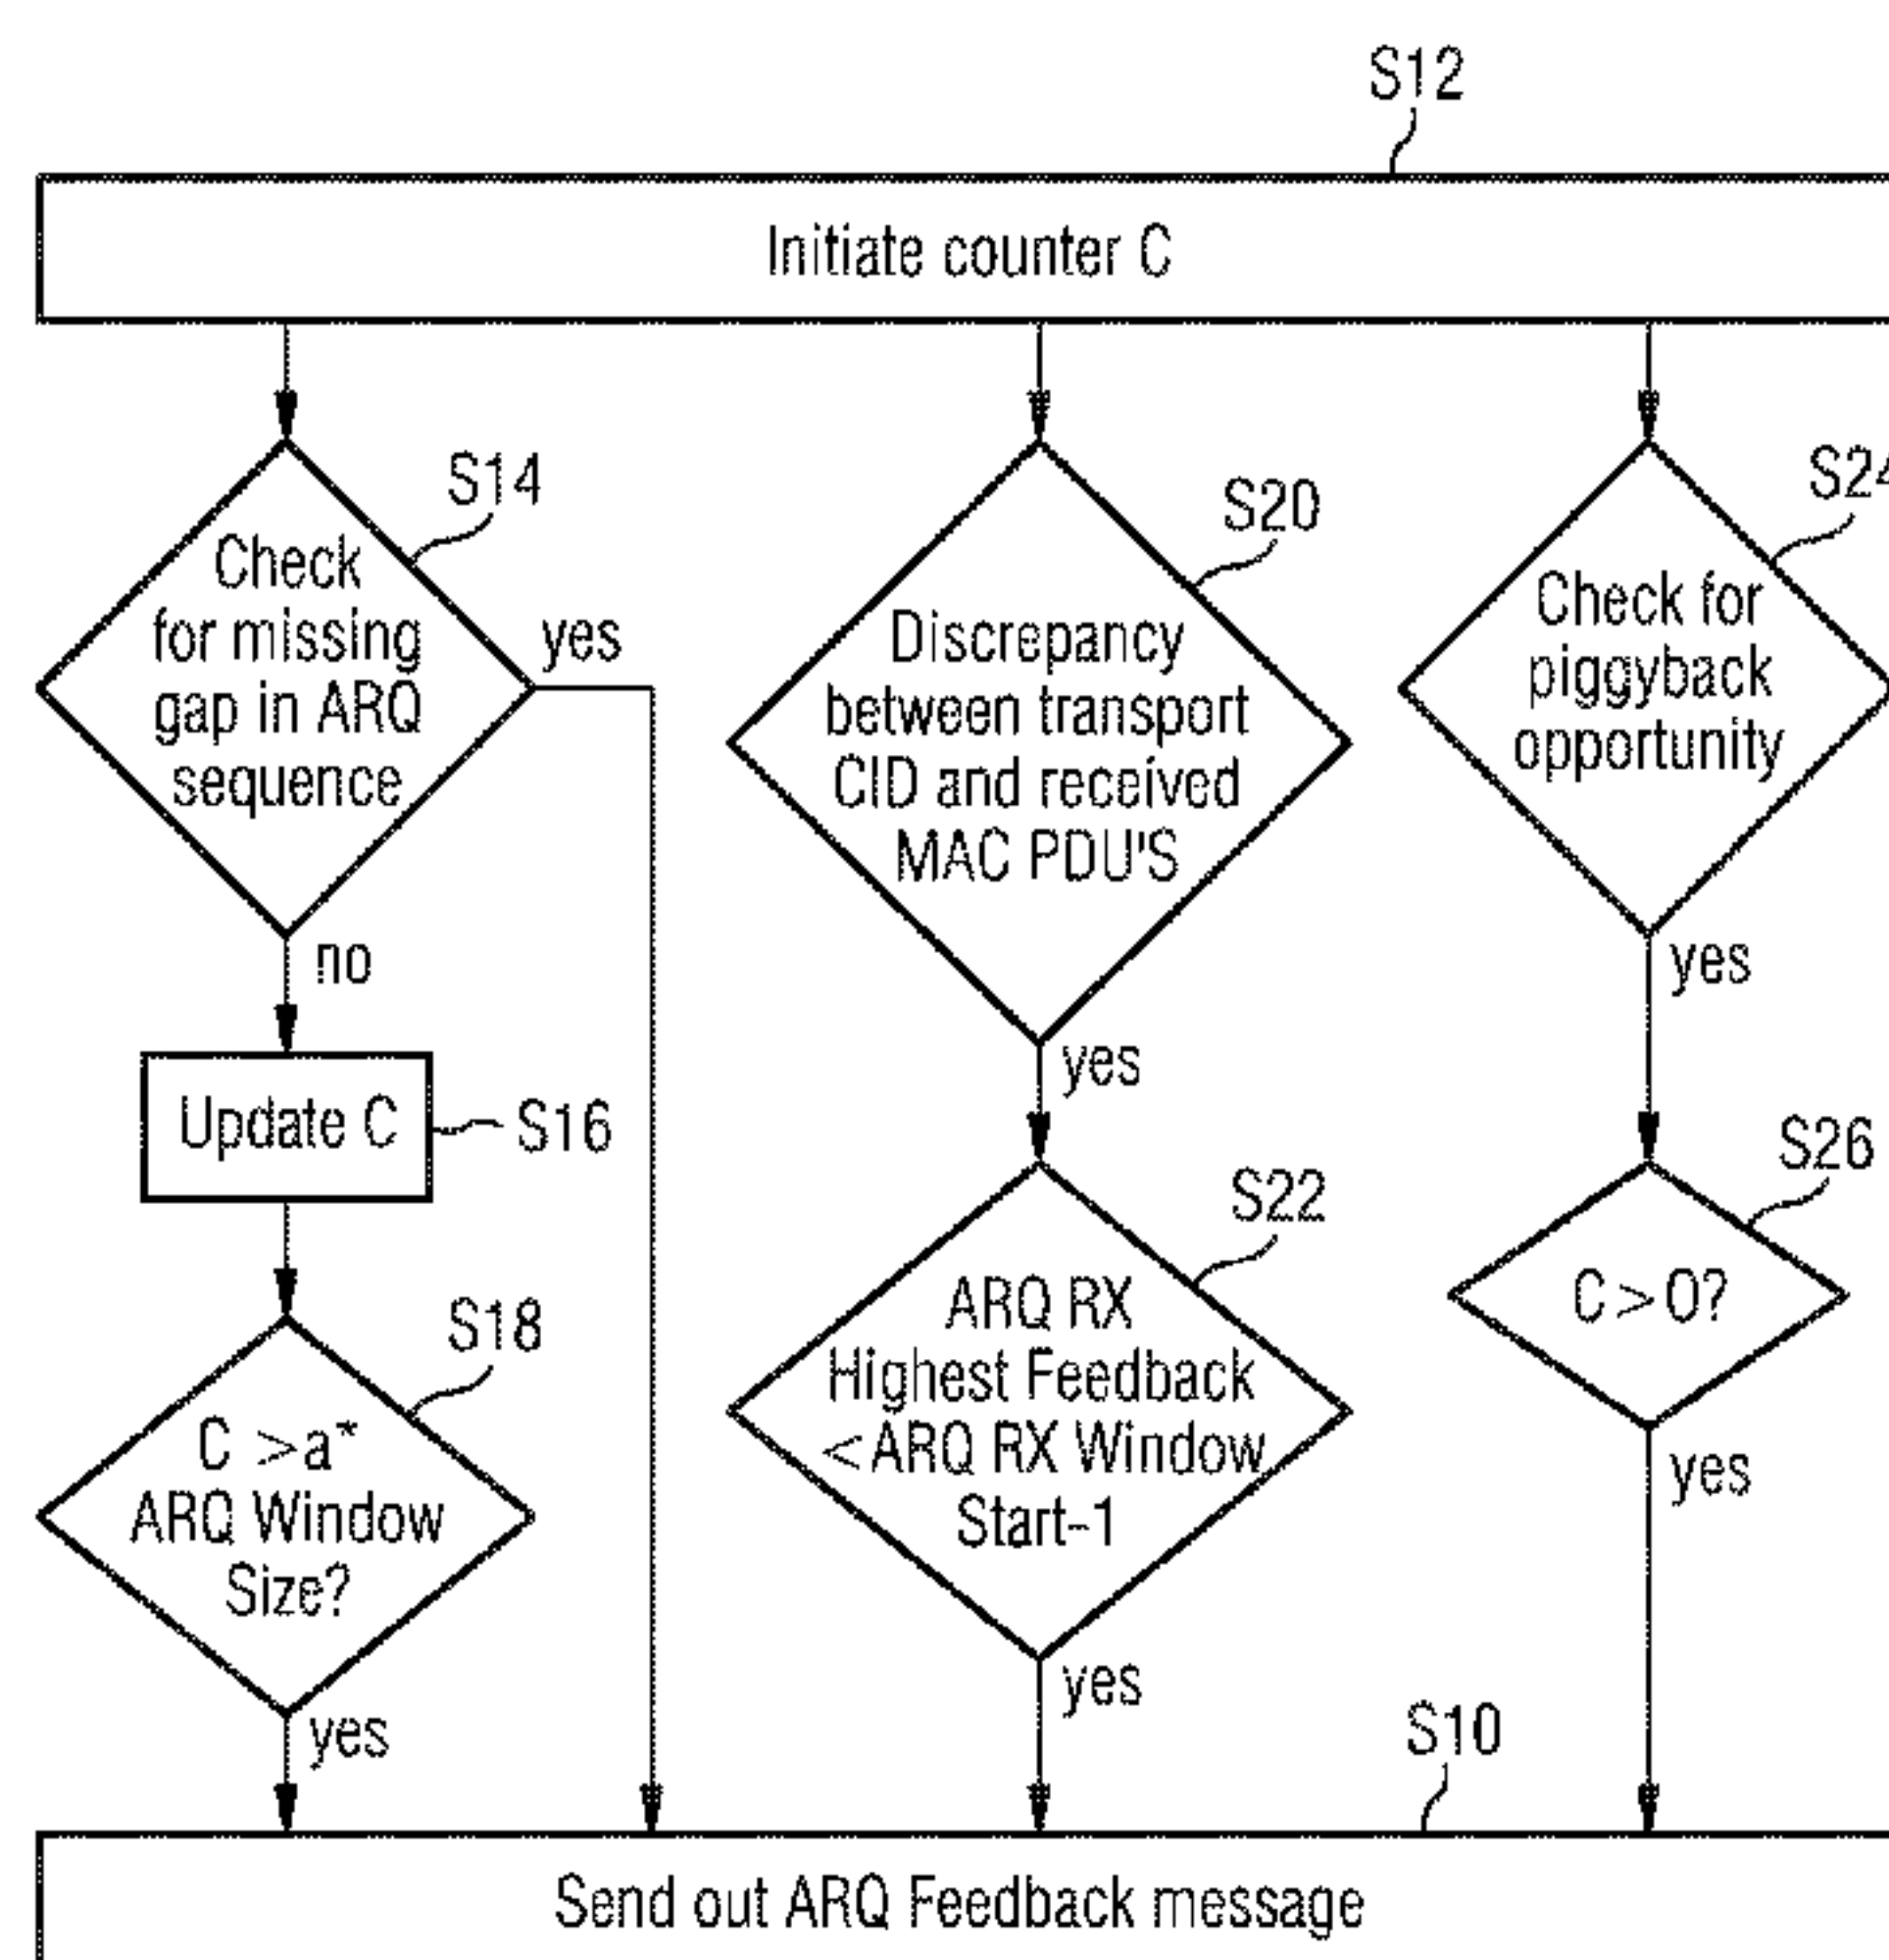 S12
Initiate counter C
S14
Check
for missing
gap in ARQ
sequence
yes
no
Update C
S16
S18
C >a*
ARQ Window
Size?
yes
S20
Discrepancy
between transport
CID and received
MAC PDU'S
yes
S22
ARQ RX
Highest Feedback
<ARQ RX Window
Start-1
yes
S24
Check for
piggyback
opportunity
yes
S26
C>O?
yes
S10
Send out ARQ Feedback message